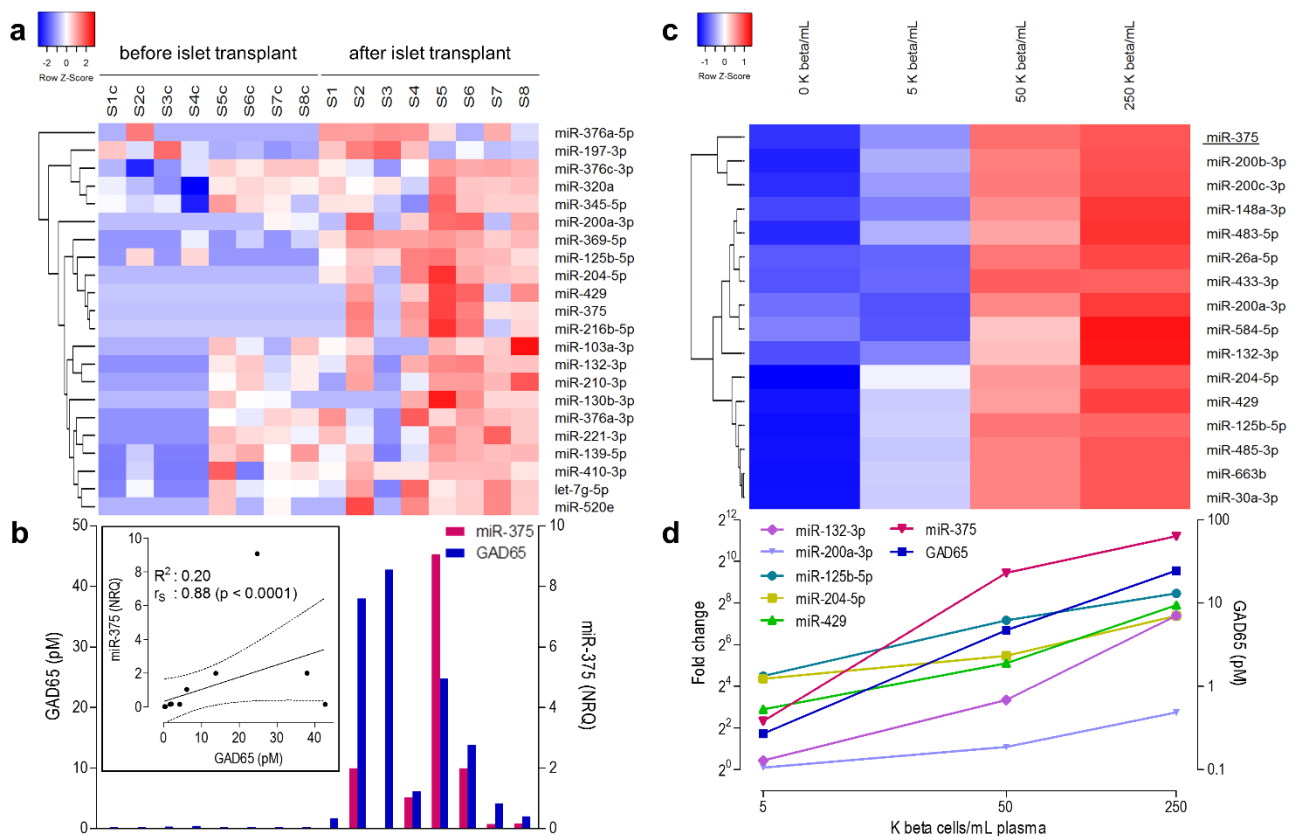 a
-2 0 2
Row Z-Score
before islet transplant
after islet transplant
S1c S2c S3c S4c S5c S6c S7c S8c S1 S2 S3 S4 S5 S6 S7 S8
miR-376a-5p
miR-197-3p
miR-376c-3p
miR-320a
miR-345-5p
miR-200a-3p
miR-369-5p
miR-125b-5p
miR-204-5p
miR-429
miR-375
miR-216b-5p
miR-103a-3p
miR-132-3p
miR-210-3p
miR-130b-3p
miR-376a-3p
miR-221-3p
miR-139-5p
miR-410-3p
let-7g-5p
miR-520e
b
GAD65 (pM)
50
40
30
20
10
0
miR-375 (NRQ)
10
8
6
4
2
0
R²: 0.20
rS : 0.88 (p < 0.0001)
0 10 20 30 40
GAD65 (pM)
miR-375
GAD65
10
8
6
4
2
0
miR-375 (NRQ)
c
-1 0 1
Row Z-Score
0 K beta/mL
5 K beta/mL
50 K beta/mL
250 K beta/mL
miR-375
miR-200b-3p
miR-200c-3p
miR-148a-3p
miR-483-5p
miR-26a-5p
miR-433-3p
miR-200a-3p
miR-584-5p
miR-132-3p
miR-204-5p
miR-429
miR-125b-5p
miR-485-3p
miR-663b
miR-30a-3p
d
Fold change
2¹²
2¹⁰
2⁸
2⁶
2⁴
2²
2⁰
miR-132-3p
miR-200a-3p
miR-125b-5p
miR-204-5p
miR-429
miR-375
GAD65
100
10
1
0.1
GAD65 (pM)
5 50 250
K beta cells/mL plasma